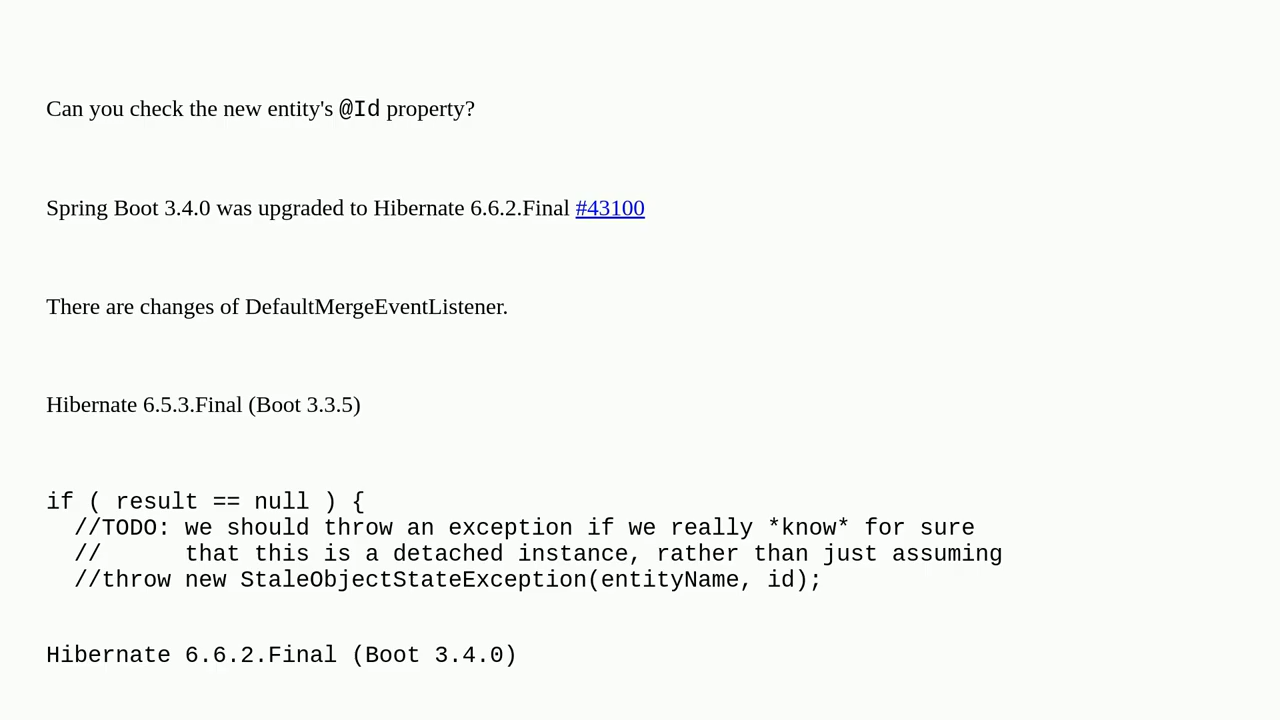 Can you check the new entity's @Id property?
Spring Boot 3.4.0 was upgraded to Hibernate 6.6.2.Final #43100
There are changes of DefaultMergeEventListener.
Hibernate 6.5.3.Final (Boot 3.3.5)
if ( result == null ) {
  //TODO: we should throw an exception if we really *know* for sure
  //      that this is a detached instance, rather than just assuming
  //throw new StaleObjectStateException(entityName, id);
Hibernate 6.6.2.Final (Boot 3.4.0)